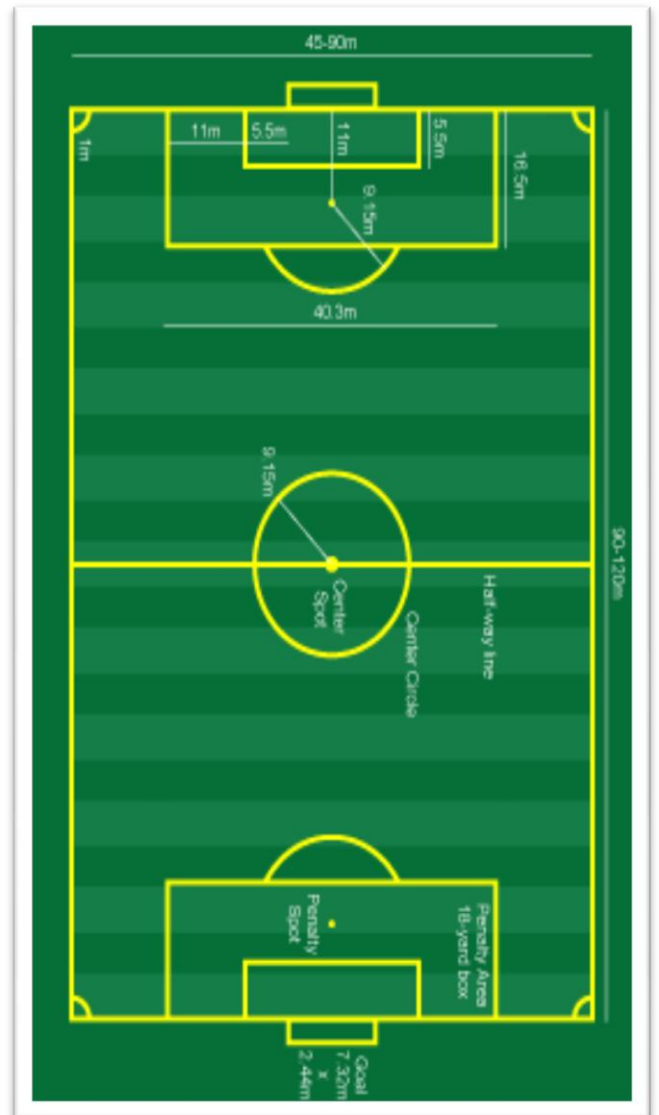 45-90m
11m
5.5m
11m
5.5m
16.5m
1m
9.15m
40.3m
9.15m
90-120m
Half-way line
Center
Spot
Center Circle
Penalty
Spot
Penalty Area
18-yard box
Goal
7.32m
x
2.44m